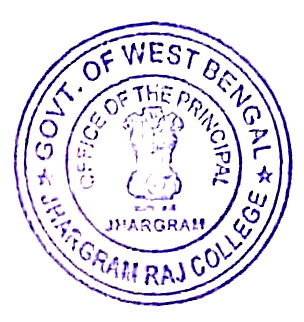 GOVT. OF WEST BENGAL
JHARGRAM RAJ COLLEGE
OFFICE OF THE PRINCIPAL
JHARGRAM